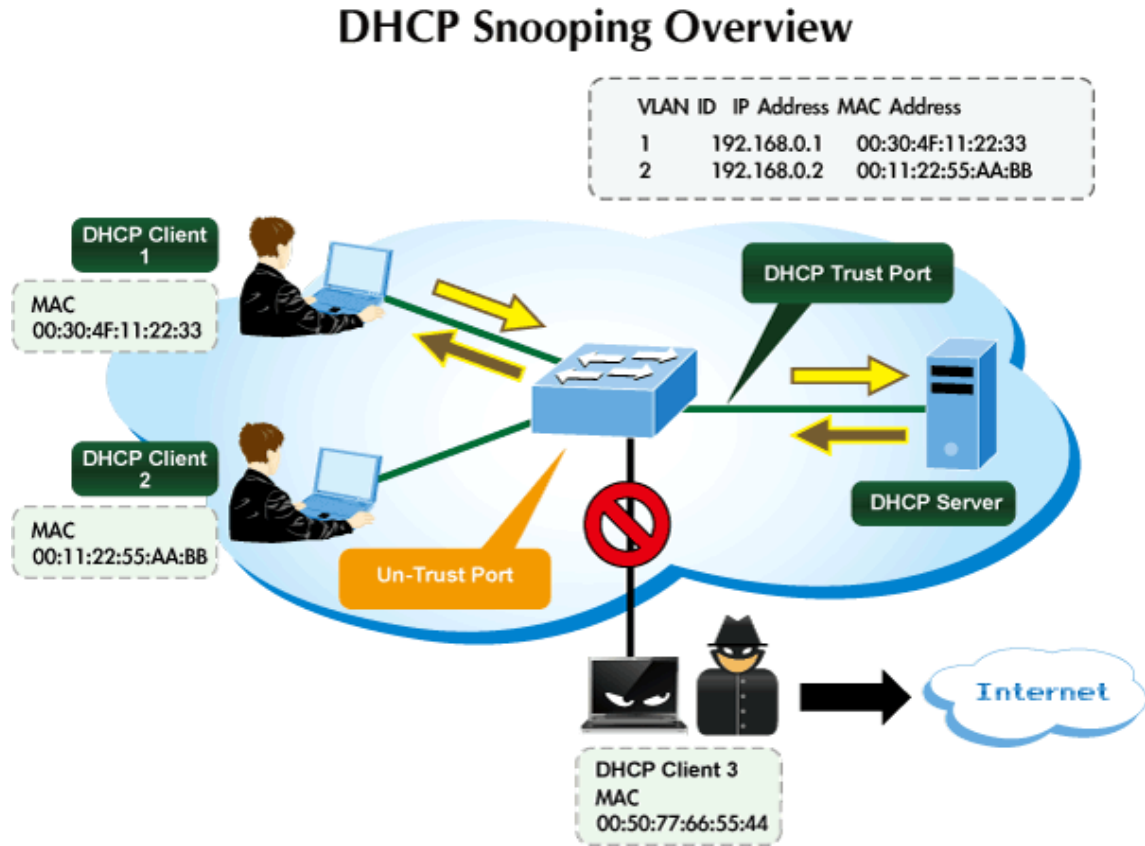 DHCP Snooping Overview
VLAN ID IP Address MAC Address
1 192.168.0.1 00:30:4F:11:22:33
2 192.168.0.2 00:11:22:55:AA:BB
DHCP Client
1
MAC
00:30:4F:11:22:33
DHCP Trust Port
DHCP Client
2
MAC
00:11:22:55:AA:BB
Un-Trust Port
DHCP Server
Internet
DHCP Client 3
MAC
00:50:77:66:55:44